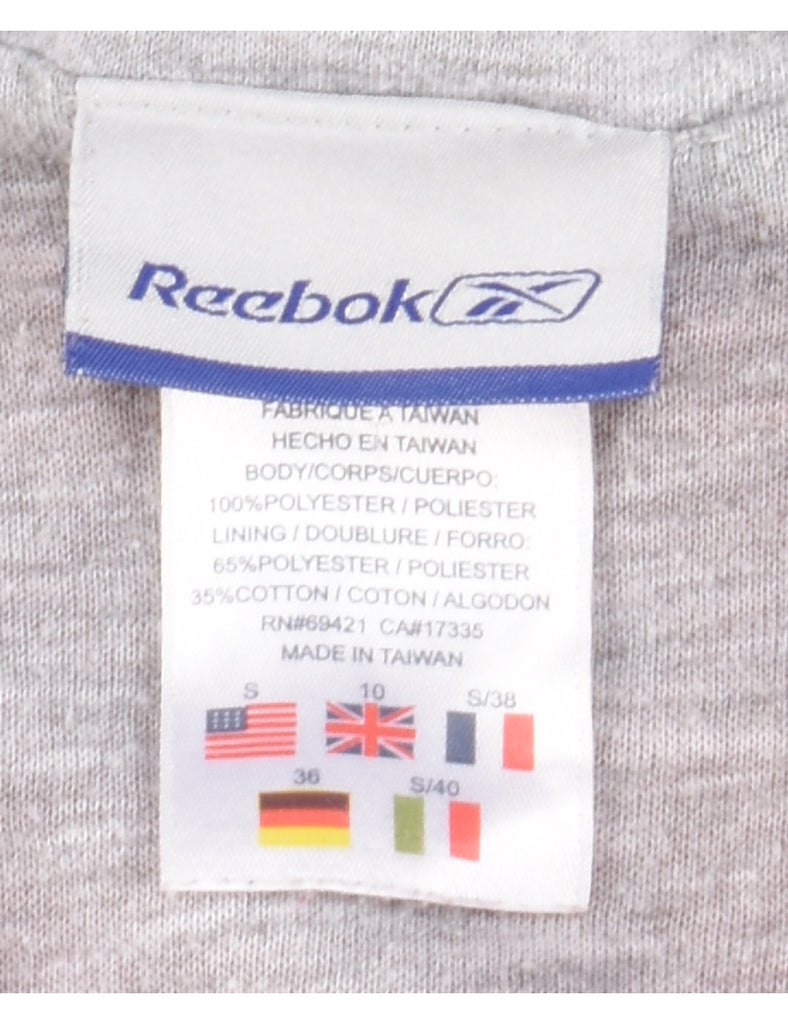 Reebok
FABRIQUE A TAIWAN
HECHO EN TAIWAN
BODY/CORPS/CUERPO:
100%POLYESTER / POLIESTER
LINING / DOUBLURE / FORRO:
65%POLYESTER / POLIESTER
35%COTTON / COTON / ALGODON
RN#69421 CA#17335
MADE IN TAIWAN
S 10 S/38
36 S/40